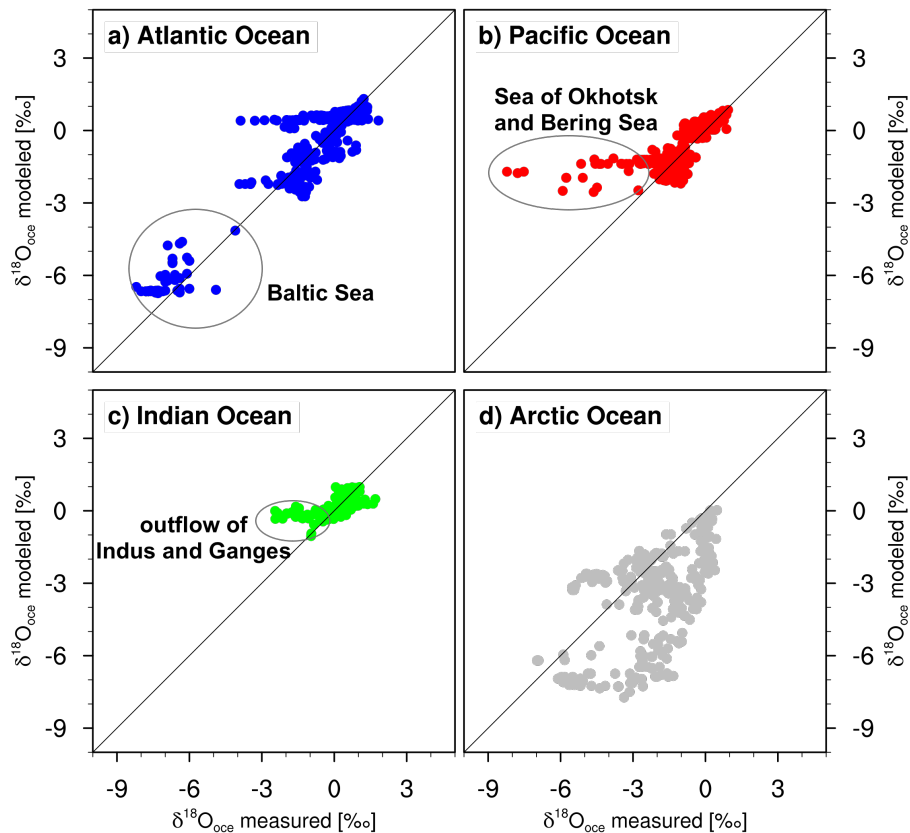 a) Atlantic Ocean
b) Pacific Ocean
3
0
-3
-6
-9
δ¹⁸Oₒcₑ modeled [‰]
Baltic Sea
Sea of Okhotsk
and Bering Sea
3
0
-3
-6
-9
δ¹⁸Oₒcₑ modeled [‰]
c) Indian Ocean
d) Arctic Ocean
3
0
-3
-6
-9
δ¹⁸Oₒcₑ modeled [‰]
outflow of
Indus and Ganges
3
0
-3
-6
-9
δ¹⁸Oₒcₑ modeled [‰]
-9 -6 -3 0 3
δ¹⁸Oₒcₑ measured [‰]
-9 -6 -3 0 3
δ¹⁸Oₒcₑ measured [‰]